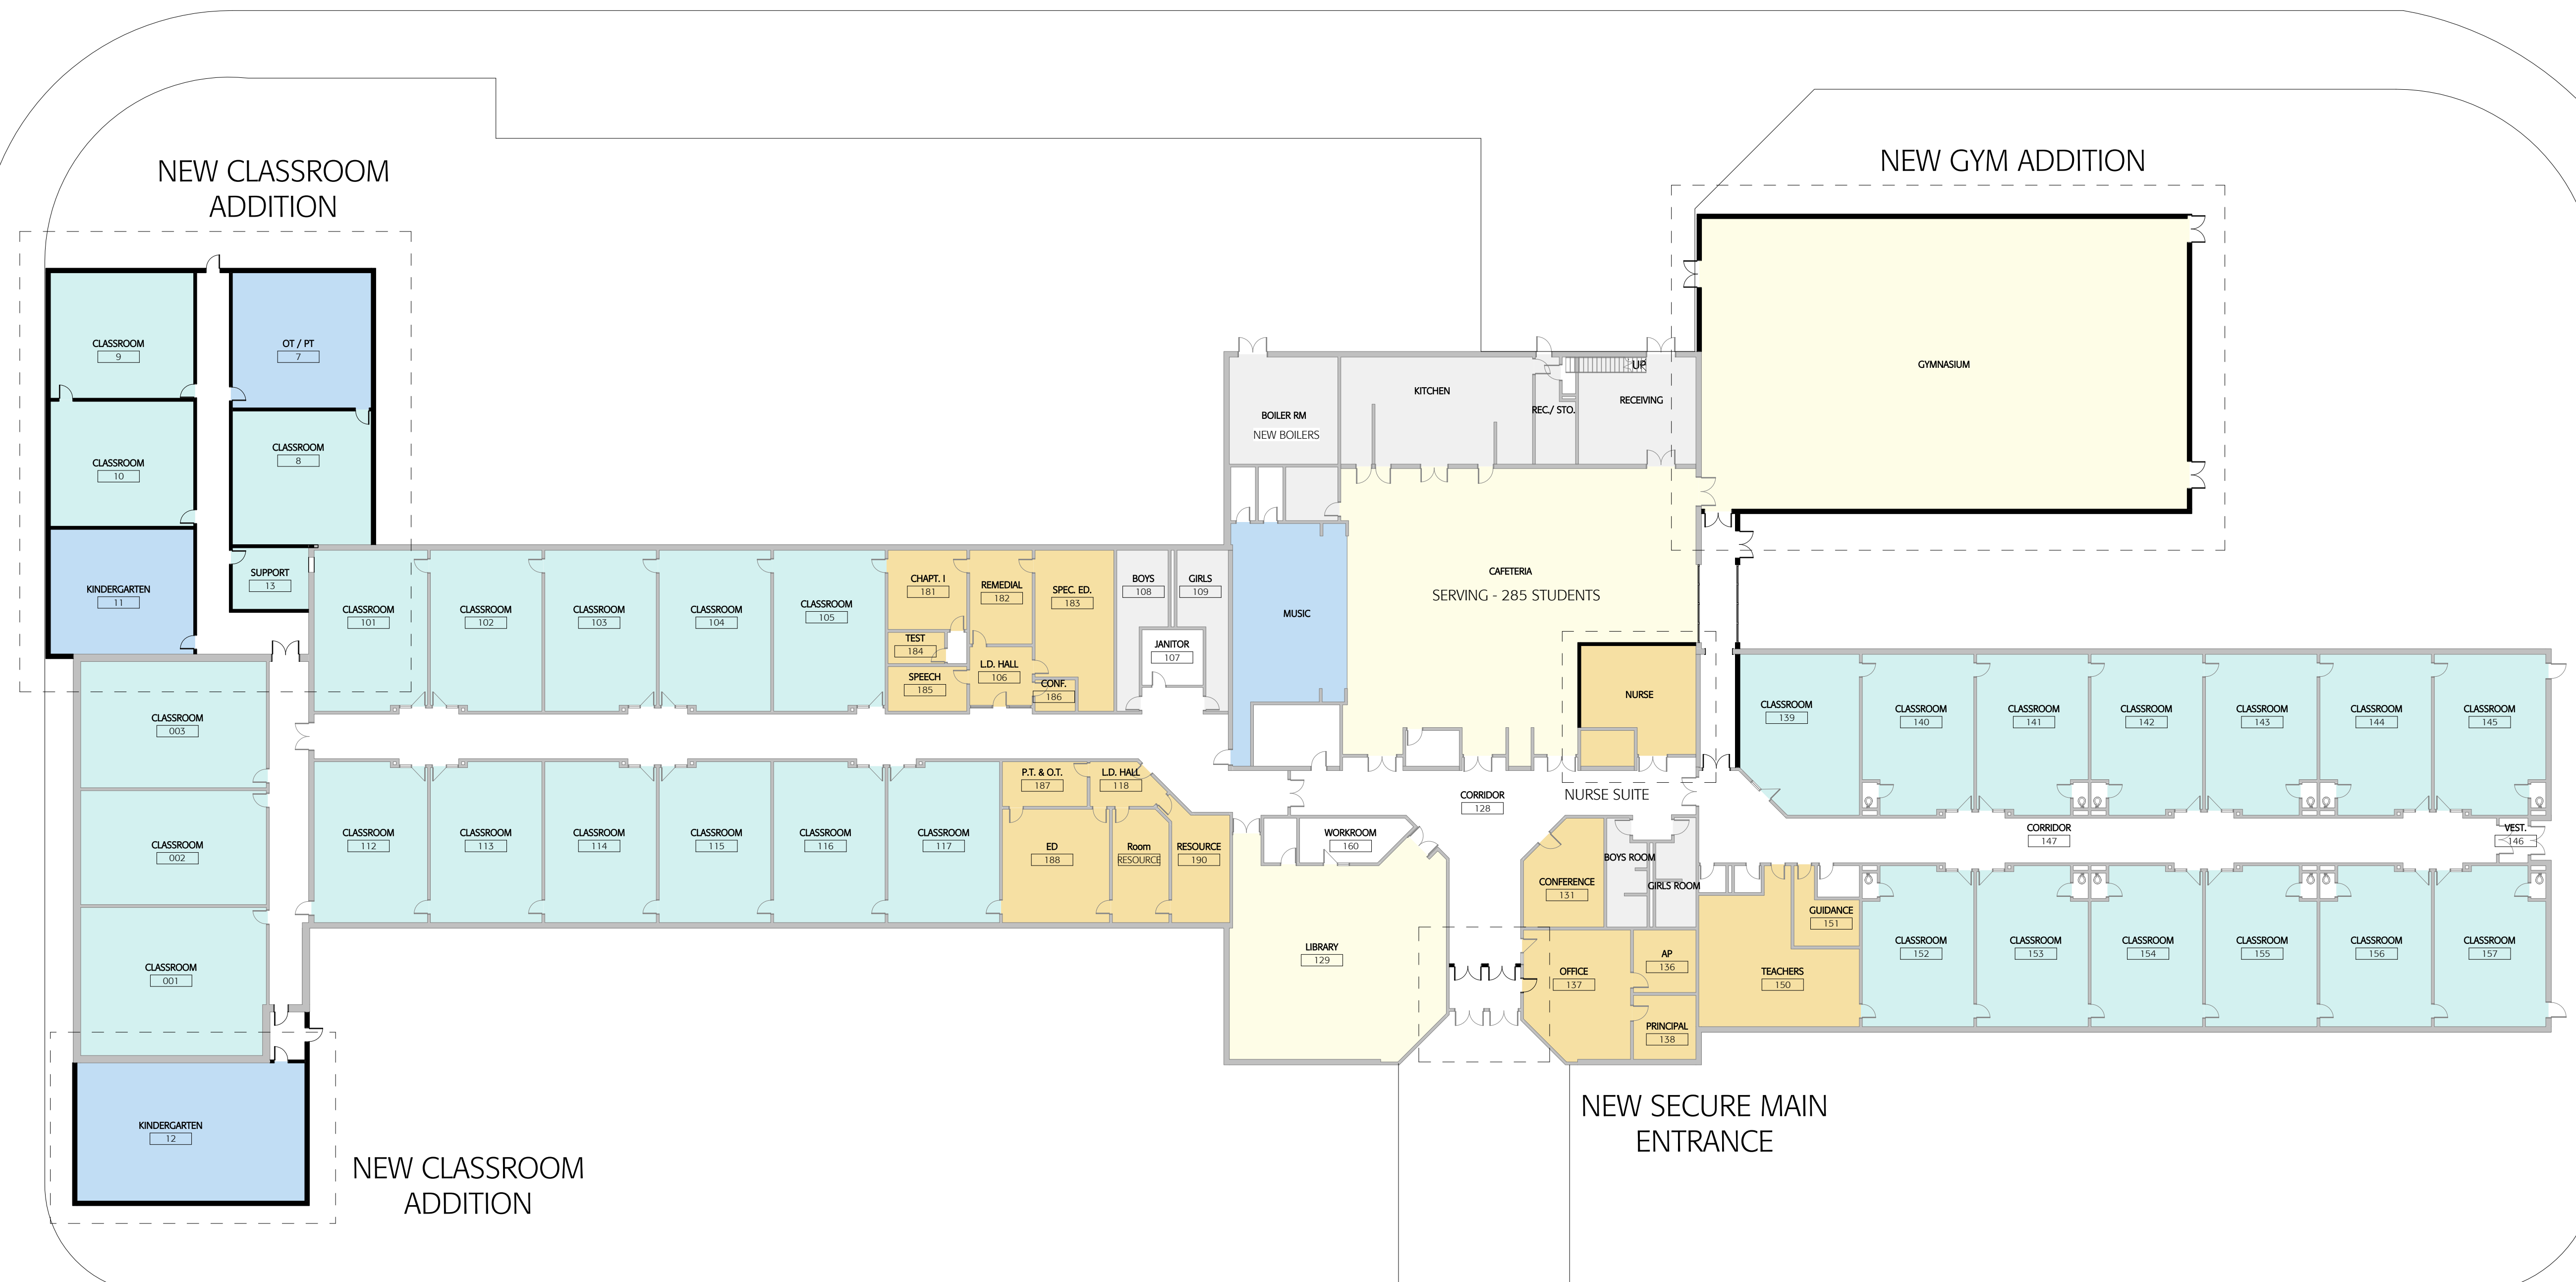 NEW CLASSROOM
ADDITION
NEW GYM ADDITION
CLASSROOM
9
OT / PT
7
CLASSROOM
10
CLASSROOM
8
KINDERGARTEN
11
SUPPORT
13
BOILER RM
NEW BOILERS
KITCHEN
REC./ STO.
UP
RECEIVING
GYMNASIUM
CLASSROOM
101
CLASSROOM
102
CLASSROOM
103
CLASSROOM
104
CLASSROOM
105
CHAPT. I
181
REMEDIAL
182
SPEC. ED.
183
TEST
184
SPEECH
185
L.D. HALL
106
CONF.
186
BOYS
108
GIRLS
109
JANITOR
107
MUSIC
CAFETERIA
SERVING - 285 STUDENTS
NURSE
NURSE SUITE
CLASSROOM
139
CLASSROOM
140
CLASSROOM
141
CLASSROOM
142
CLASSROOM
143
CLASSROOM
144
CLASSROOM
145
CLASSROOM
003
CLASSROOM
002
CLASSROOM
001
CLASSROOM
112
CLASSROOM
113
CLASSROOM
114
CLASSROOM
115
CLASSROOM
116
CLASSROOM
117
P.T. & O.T.
187
L.D. HALL
118
ED
188
Room
RESOURCE
RESOURCE
190
WORKROOM
160
CORRIDOR
128
LIBRARY
129
CONFERENCE
131
BOYS ROOM
GIRLS ROOM
OFFICE
137
AP
136
PRINCIPAL
138
CORRIDOR
147
VEST.
146
GUIDANCE
151
TEACHERS
150
CLASSROOM
152
CLASSROOM
153
CLASSROOM
154
CLASSROOM
155
CLASSROOM
156
CLASSROOM
157
KINDERGARTEN
12
NEW CLASSROOM
ADDITION
NEW SECURE MAIN
ENTRANCE